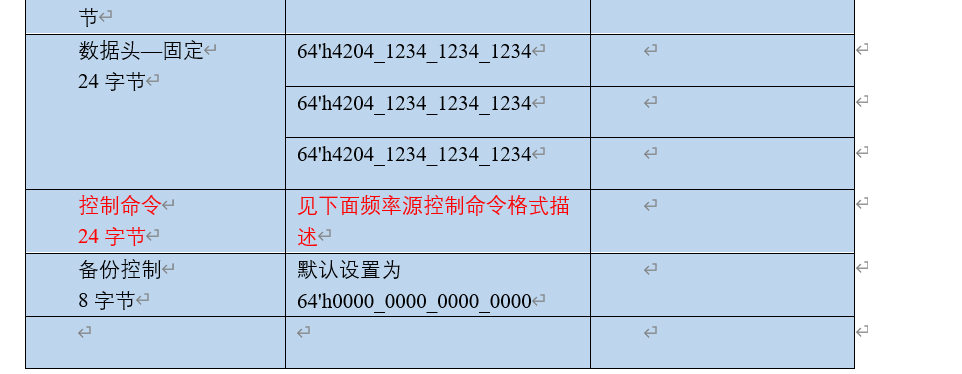 节
数据头—固定
24 字节
64'h4204_1234_1234_1234
64'h4204_1234_1234_1234
64'h4204_1234_1234_1234
控制命令
24 字节
见下面频率源控制命令格式描
述
备份控制
8 字节
默认设置为
64'h0000_0000_0000_0000